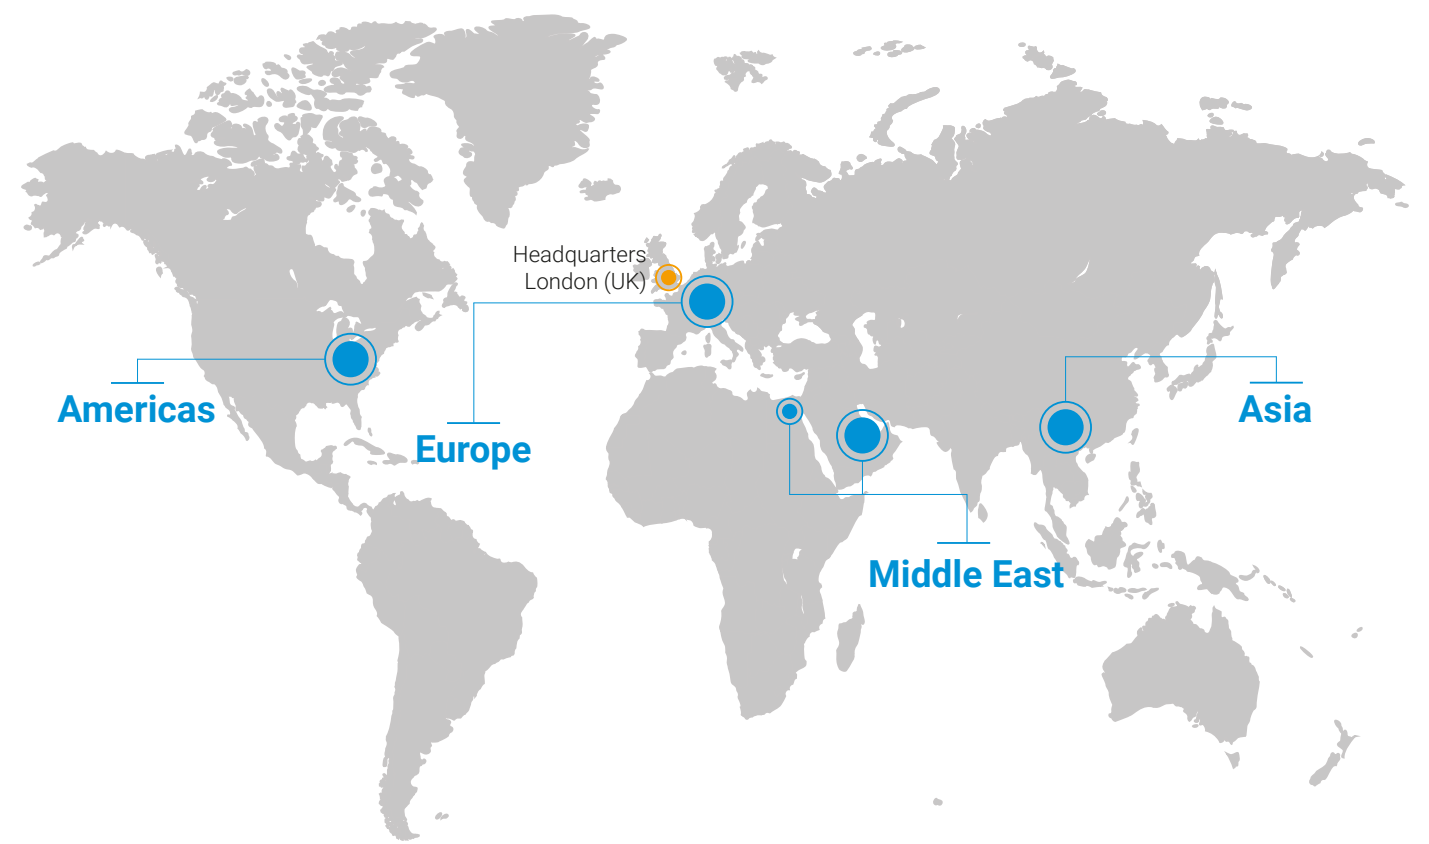 Headquarters
London (UK)
Americas
Europe
Asia
Middle East